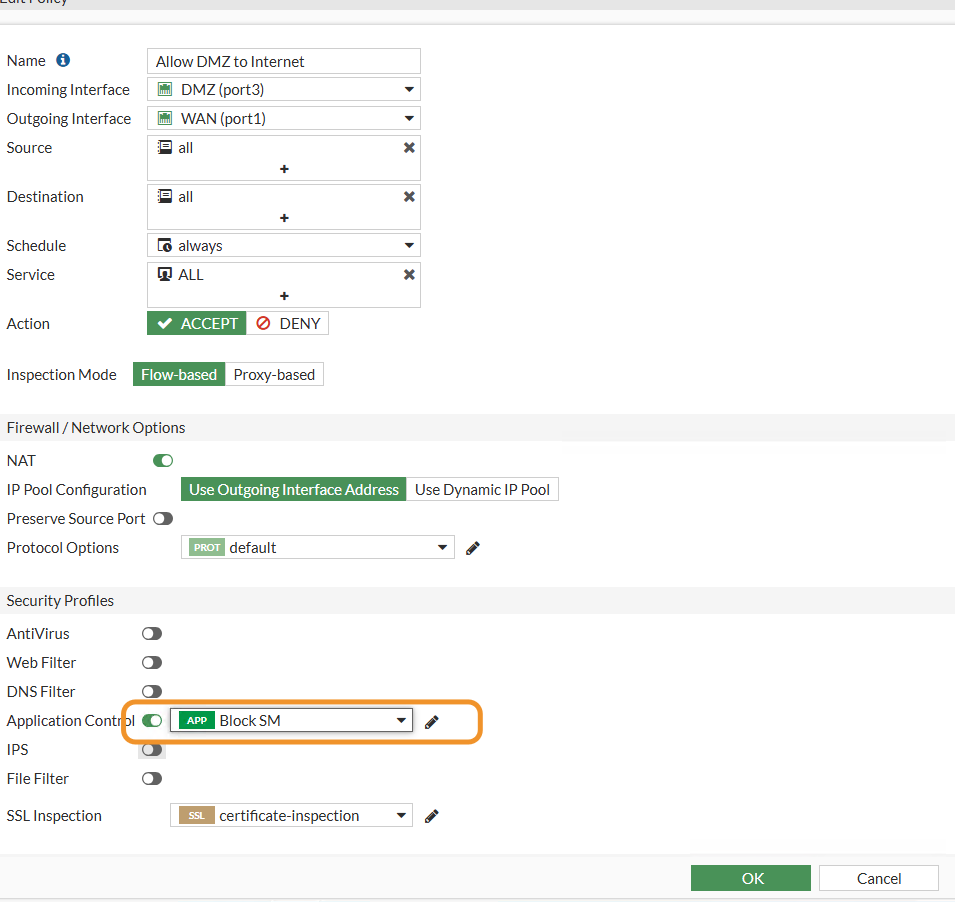 Edit Policy
Name Allow DMZ to Internet
Incoming Interface DMZ (port3)
Outgoing Interface WAN (port1)
Source all
+
Destination all
+
Schedule always
Service ALL
+
Action ACCEPT DENY
Inspection Mode Flow-based Proxy-based
Firewall / Network Options
NAT
IP Pool Configuration Use Outgoing Interface Address Use Dynamic IP Pool
Preserve Source Port
Protocol Options PROT default
Security Profiles
AntiVirus
Web Filter
DNS Filter
Application Control APP Block SM
IPS
File Filter
SSL Inspection SSL certificate-inspection
OK Cancel